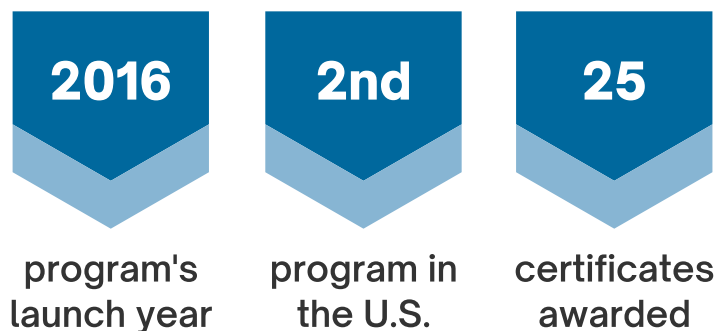 2016
program's
launch year
2nd
program in
the U.S.
25
certificates
awarded